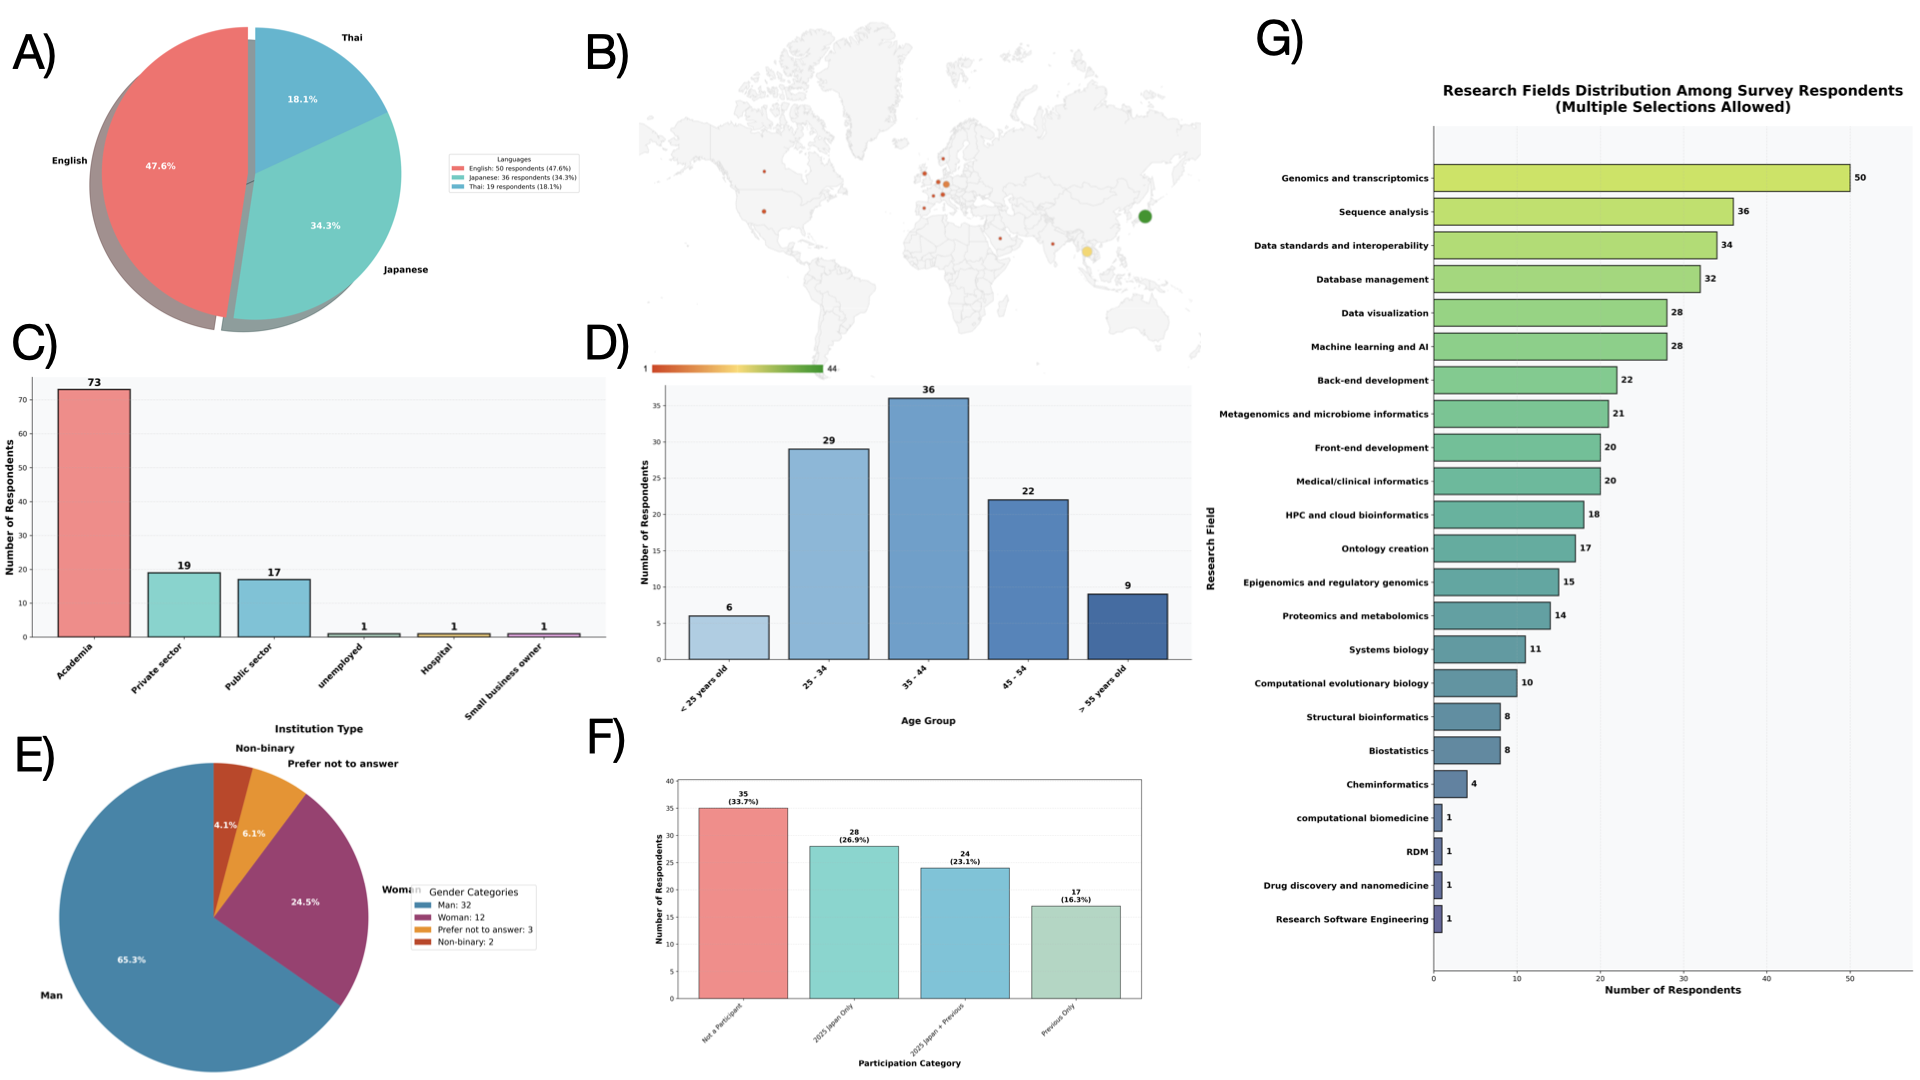 A)
Thai
18.1%
English
47.6%
34.3%
Japanese
Languages
English: 50 respondents (47.6%)
Japanese: 36 respondents (34.3%)
Thai: 19 respondents (18.1%)
B)
1
44
C)
Number of Respondents
70
60
50
40
30
20
10
0
73
19
17
1
1
1
Academia
Private sector
Public sector
unemployed
Hospital
Small business owner
Institution Type
D)
Number of Respondents
35
30
25
20
15
10
5
0
6
29
36
22
9
< 25 years old
25 - 34
35 - 44
45 - 54
> 55 years old
Age Group
E)
Non-binary
Prefer not to answer
4.1%
6.1%
Woman
24.5%
65.3%
Man
Gender Categories
Man: 32
Woman: 12
Prefer not to answer: 3
Non-binary: 2
F)
Number of Respondents
40
35
30
25
20
15
10
5
0
35
(33.7%)
28
(26.9%)
24
(23.1%)
17
(16.3%)
Not a Participant
2025 Japan Only
2025 Japan + Previous
Previous Only
Participation Category
G)
Research Fields Distribution Among Survey Respondents
(Multiple Selections Allowed)
Research Field
Genomics and transcriptomics 50
Sequence analysis 36
Data standards and interoperability 34
Database management 32
Data visualization 28
Machine learning and AI 28
Back-end development 22
Metagenomics and microbiome informatics 21
Front-end development 20
Medical/clinical informatics 20
HPC and cloud bioinformatics 18
Ontology creation 17
Epigenomics and regulatory genomics 15
Proteomics and metabolomics 14
Systems biology 11
Computational evolutionary biology 10
Structural bioinformatics 8
Biostatistics 8
Cheminformatics 4
computational biomedicine 1
RDM 1
Drug discovery and nanomedicine 1
Research Software Engineering 1
0 10 20 30 40 50
Number of Respondents